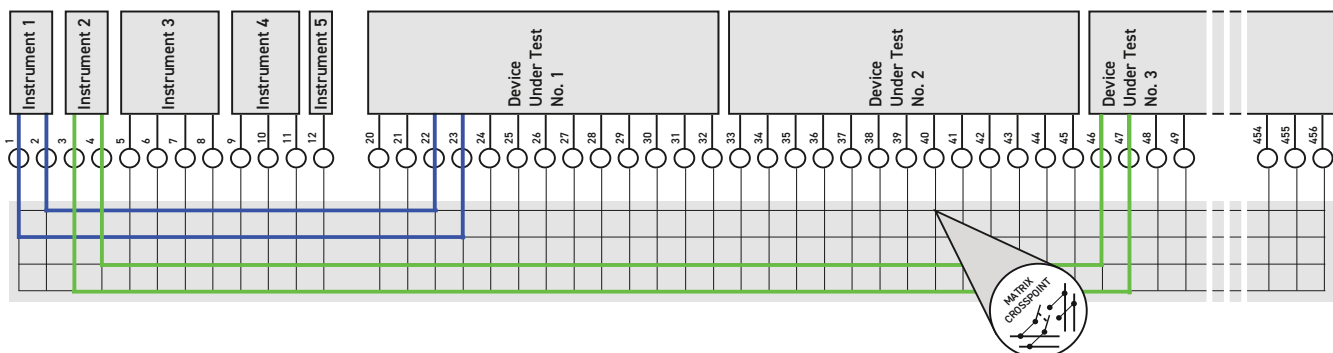 Instrument 1
Instrument 2
Instrument 3
Instrument 4
Instrument 5
Device
Under Test
No. 1
Device
Under Test
No. 2
Device
Under Test
No. 3
1
2
3
4
5
6
7
8
9
10
11
12
20
21
22
23
24
25
26
27
28
29
30
31
32
33
34
35
36
37
38
39
40
41
42
43
44
45
46
47
48
49
454
455
456
MATRIX
CROSSPOINT